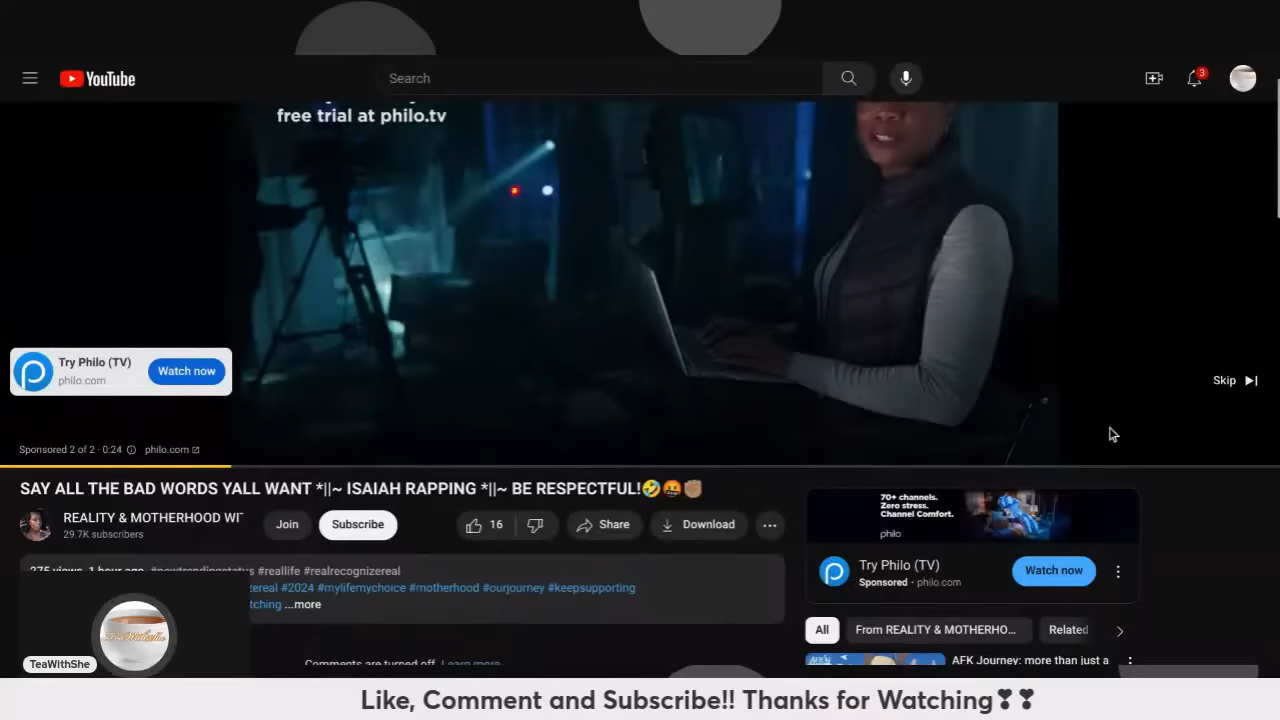 YouTube
Search
3
free trial at philo.tv
Try Philo (TV)
philo.com
Watch now
Skip
Sponsored 2 of 2 · 0:24
philo.com
SAY ALL THE BAD WORDS YALL WANT *||~ ISAIAH RAPPING *||~ BE RESPECTFUL!🤣🤬✊🏽
REALITY & MOTHERHOOD WI
29.7K subscribers
Join
Subscribe
16
Share
Download
275 views 1 hour ago #newtrendingstatus #reallife #realrecognizereal
zereal #2024 #mylifemychoice #motherhood #ourjourney #keepsupporting
tching ...more
Comments are turned off. Learn more
TeaWithShe
TeaWithShe
70+ channels.
Zero stress.
Channel Comfort.
philo
Try Philo (TV)
Sponsored · philo.com
Watch now
All
From REALITY & MOTHERHO...
Related
AFK Journey: more than just a
Like, Comment and Subscribe!! Thanks for Watching❣❣